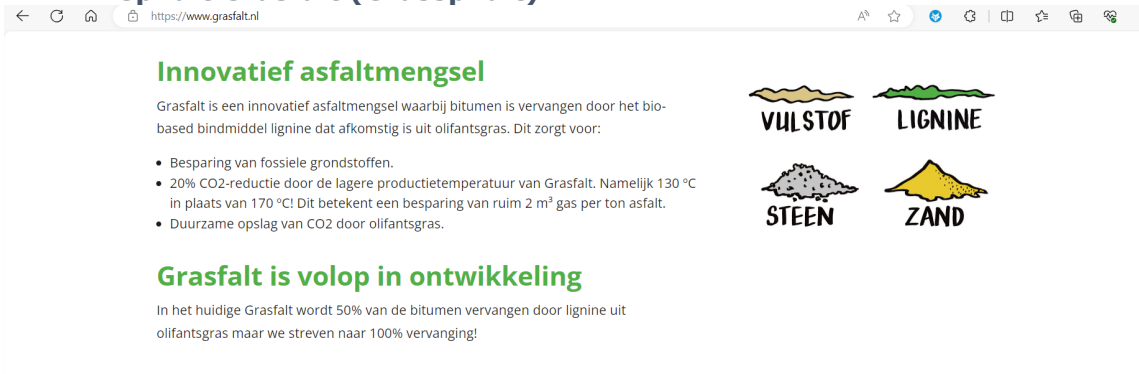 https://www.grasfalt.nl
Innovatief asfaltmengsel
Grasfalt is een innovatief asfaltmengsel waarbij bitumen is vervangen door het bio-
based bindmiddel lignine dat afkomstig is uit olifantsgras. Dit zorgt voor:
• Besparing van fossiele grondstoffen.
• 20% CO2-reductie door de lagere productietemperatuur van Grasfalt. Namelijk 130 ºC
in plaats van 170 ºC! Dit betekent een besparing van ruim 2 m³ gas per ton asfalt.
• Duurzame opslag van CO2 door olifantsgras.
VULSTOF
LIGNINE
STEEN
ZAND
Grasfalt is volop in ontwikkeling
In het huidige Grasfalt wordt 50% van de bitumen vervangen door lignine uit
olifantsgras maar we streven naar 100% vervanging!